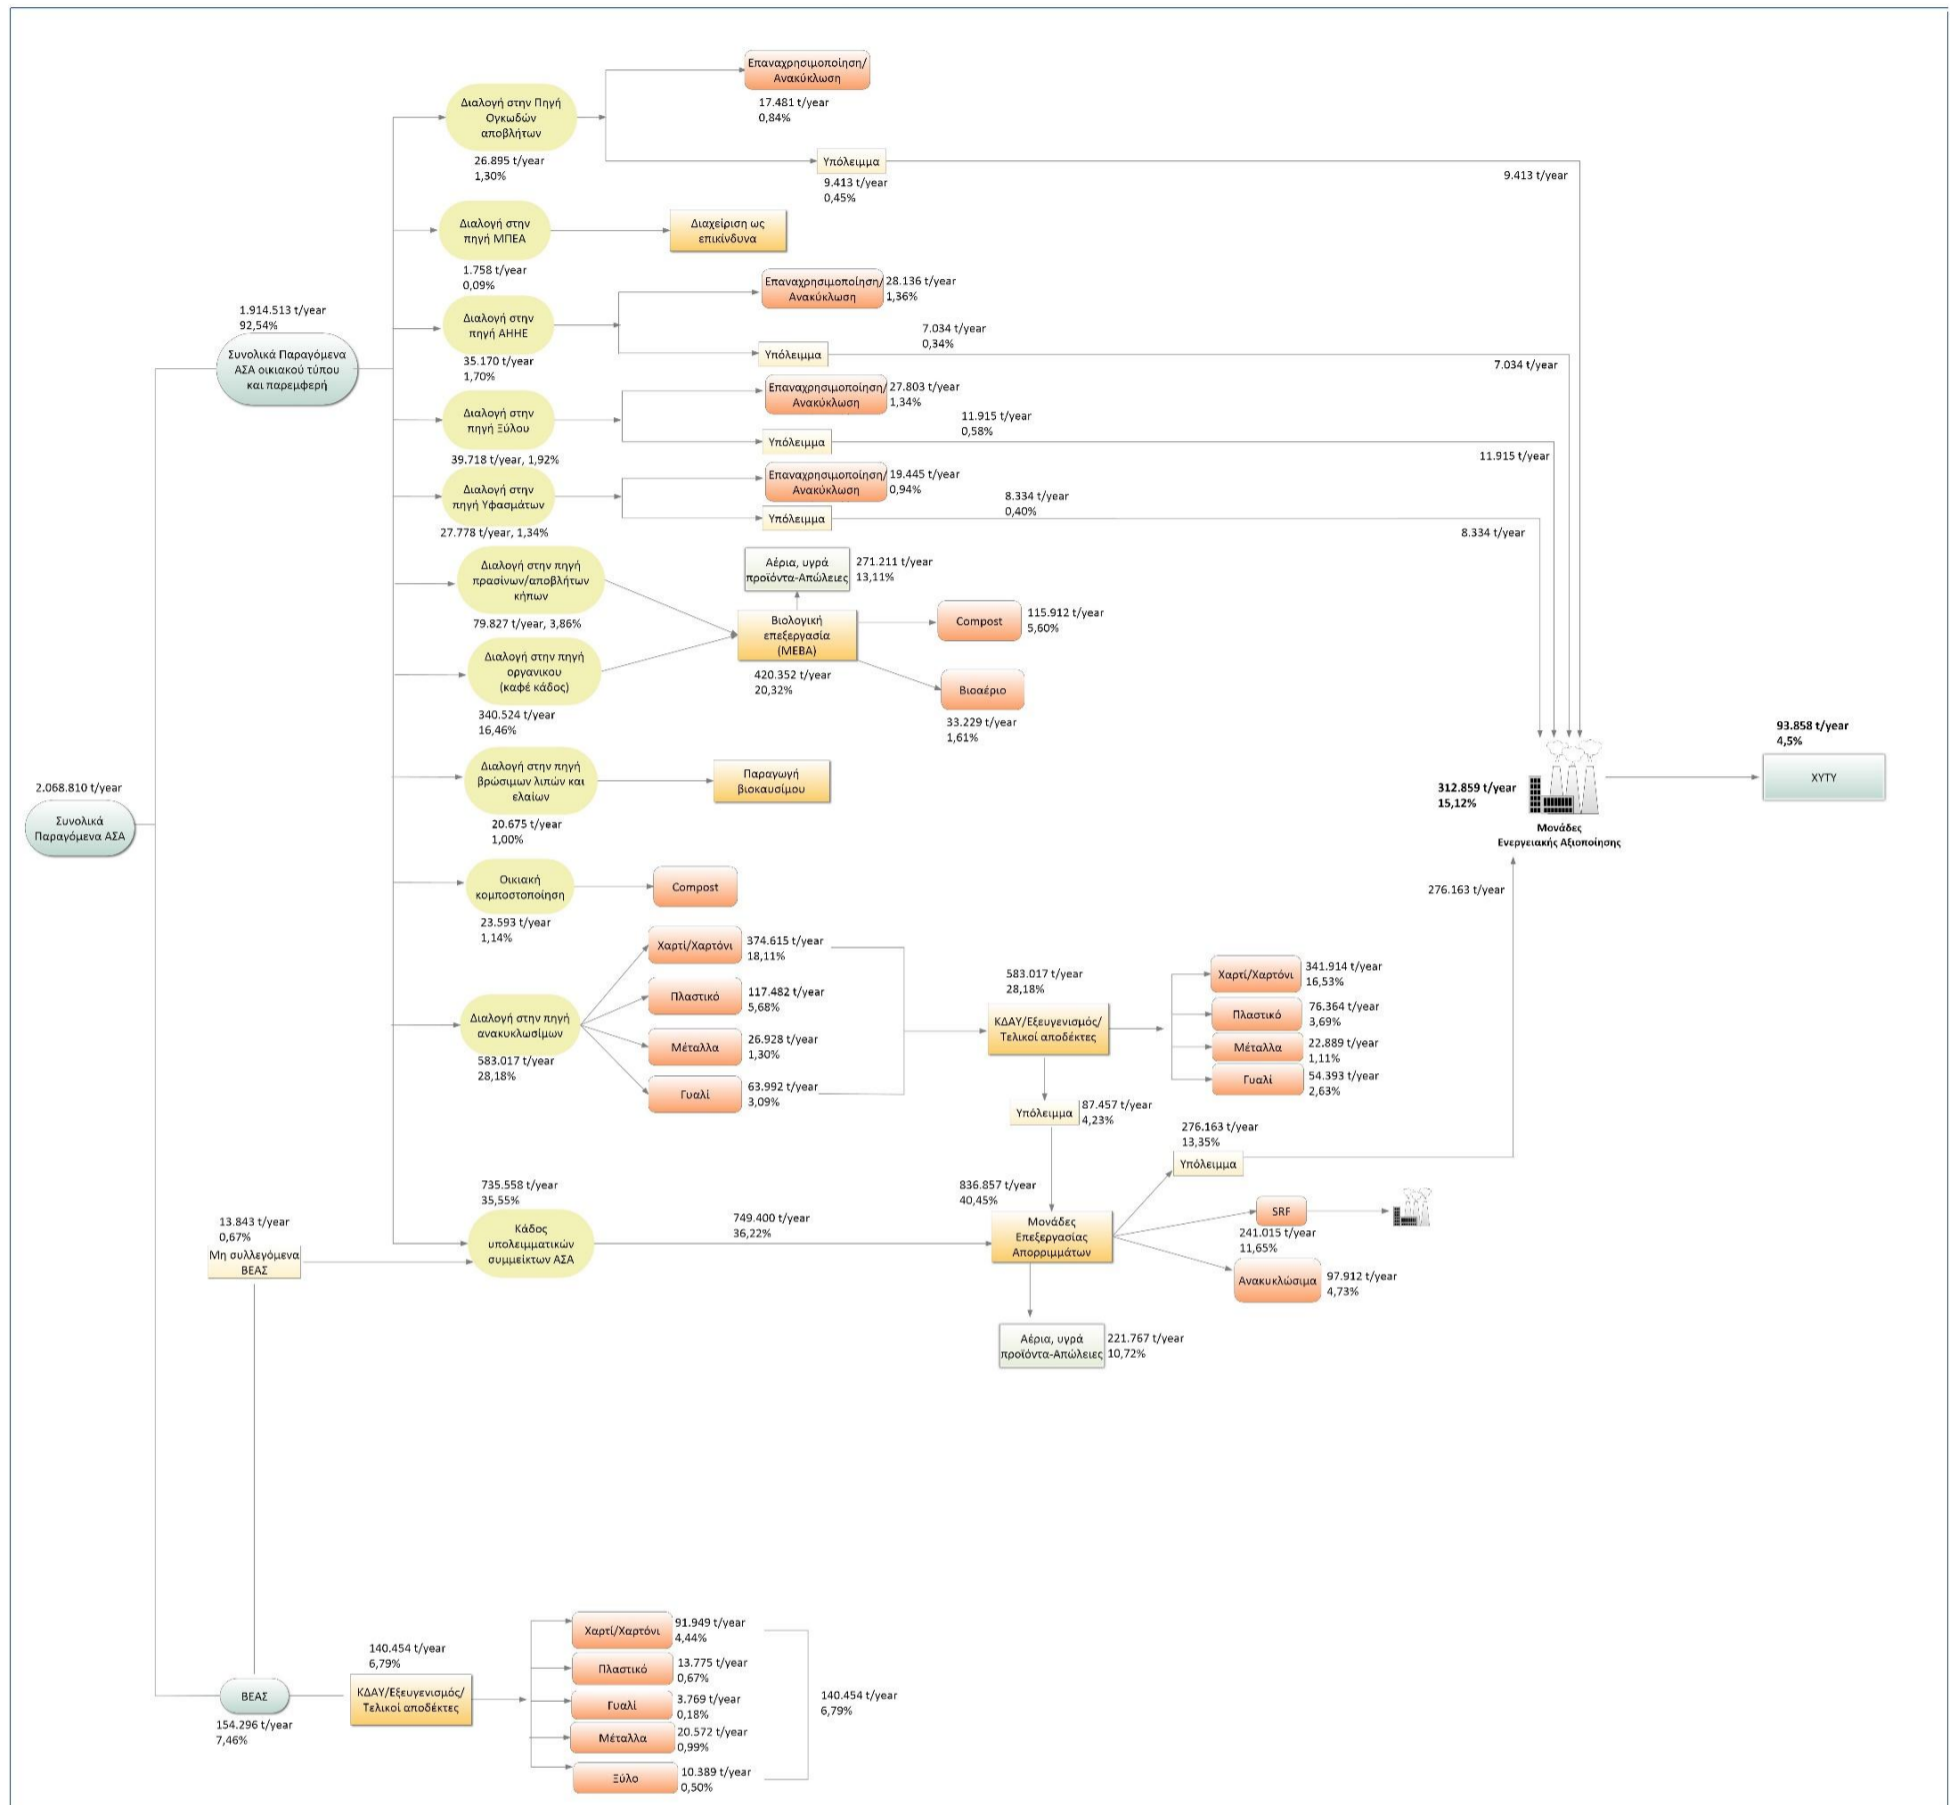 2.068.810 t/year
Συνολικά
Παραγόμενα ΑΣΑ
1.914.513 t/year
92,54%
Συνολικά Παραγόμενα
ΑΣΑ οικιακού τύπου
και παρεμφερή
Διαλογή στην Πηγή
Ογκωδών
αποβλήτων
26.895 t/year
1,30%
Επαναχρησιμοποίηση/
Ανακύκλωση
17.481 t/year
0,84%
Υπόλειμμα
9.413 t/year
0,45%
9.413 t/year
Διαλογή στην
πηγή ΜΠΕΑ
1.758 t/year
0,09%
Διαχείριση ως
επικίνδυνα
Διαλογή στην
πηγή ΑΗΗΕ
35.170 t/year
1,70%
Επαναχρησιμοποίηση/
Ανακύκλωση
28.136 t/year
1,36%
Υπόλειμμα
7.034 t/year
0,34%
7.034 t/year
Διαλογή στην
πηγή Ξύλου
39.718 t/year, 1,92%
Επαναχρησιμοποίηση/
Ανακύκλωση
27.803 t/year
1,34%
Υπόλειμμα
11.915 t/year
0,58%
11.915 t/year
Διαλογή στην
πηγή Υφασμάτων
27.778 t/year, 1,34%
Επαναχρησιμοποίηση/
Ανακύκλωση
19.445 t/year
0,94%
Υπόλειμμα
8.334 t/year
0,40%
8.334 t/year
Διαλογή στην πηγή
πρασίνων/αποβλήτων
κήπων
79.827 t/year, 3,86%
Διαλογή στην πηγή
οργανικου
(καφέ κάδος)
340.524 t/year
16,46%
Αέρια, υγρά
προϊόντα-Απώλειες
271.211 t/year
13,11%
Βιολογική
επεξεργασία
(ΜΕΒΑ)
420.352 t/year
20,32%
Compost
115.912 t/year
5,60%
Βιοαέριο
33.229 t/year
1,61%
Διαλογή στην πηγή
βρώσιμων λιπών και
ελαίων
20.675 t/year
1,00%
Παραγωγή
βιοκαυσίμου
312.859 t/year
15,12%
Μονάδες
Ενεργειακής Αξιοποίησης
93.858 t/year
4,5%
ΧΥΤΥ
Οικιακή
κομποστοποίηση
23.593 t/year
1,14%
Compost
Διαλογή στην πηγή
ανακυκλωσίμων
583.017 t/year
28,18%
Χαρτί/Χαρτόνι
374.615 t/year
18,11%
Πλαστικό
117.482 t/year
5,68%
Μέταλλα
26.928 t/year
1,30%
Γυαλί
63.992 t/year
3,09%
583.017 t/year
28,18%
ΚΔΑΥ/Εξευγενισμός/
Τελικοί αποδέκτες
Χαρτί/Χαρτόνι
341.914 t/year
16,53%
Πλαστικό
76.364 t/year
3,69%
Μέταλλα
22.889 t/year
1,11%
Γυαλί
54.393 t/year
2,63%
Υπόλειμμα
87.457 t/year
4,23%
276.163 t/year
276.163 t/year
13,35%
Υπόλειμμα
735.558 t/year
35,55%
Κάδος
υπολειμματικών
συμμείκτων ΑΣΑ
749.400 t/year
36,22%
836.857 t/year
40,45%
Μονάδες
Επεξεργασίας
Απορριμμάτων
SRF
241.015 t/year
11,65%
Ανακυκλώσιμα
97.912 t/year
4,73%
Αέρια, υγρά
προϊόντα-Απώλειες
221.767 t/year
10,72%
13.843 t/year
0,67%
Μη συλλεγόμενα
ΒΕΑΣ
ΒΕΑΣ
154.296 t/year
7,46%
140.454 t/year
6,79%
ΚΔΑΥ/Εξευγενισμός/
Τελικοί αποδέκτες
Χαρτί/Χαρτόνι
91.949 t/year
4,44%
Πλαστικό
13.775 t/year
0,67%
Γυαλί
3.769 t/year
0,18%
Μέταλλα
20.572 t/year
0,99%
Ξύλο
10.389 t/year
0,50%
140.454 t/year
6,79%